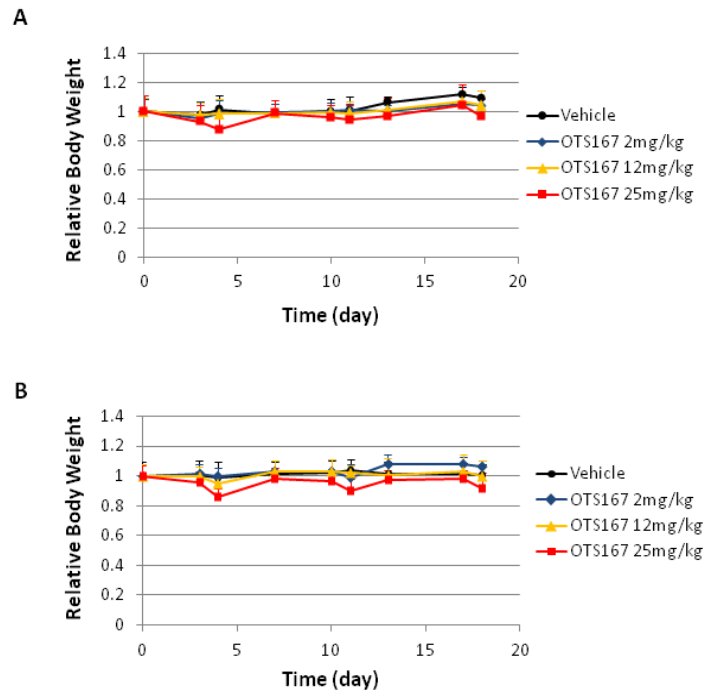 A
Relative Body Weight
1.4
1.2
1
0.8
0.6
0.4
0.2
0
0 5 10 15 20
Time (day)
Vehicle
OTS167 2mg/kg
OTS167 12mg/kg
OTS167 25mg/kg
B
Relative Body Weight
1.4
1.2
1
0.8
0.6
0.4
0.2
0
0 5 10 15 20
Time (day)
Vehicle
OTS167 2mg/kg
OTS167 12mg/kg
OTS167 25mg/kg